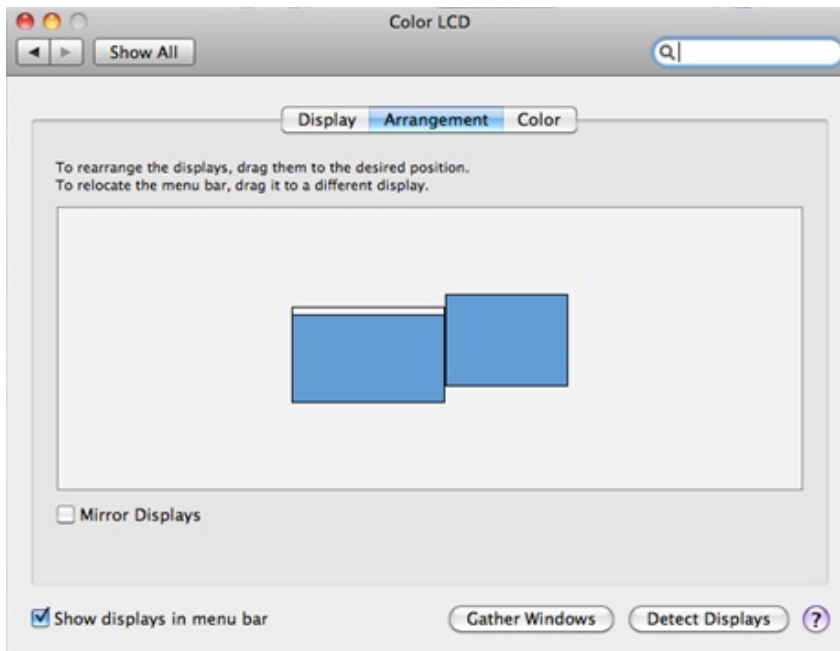 Color LCD
Show All
Display Arrangement Color
To rearrange the displays, drag them to the desired position.
To relocate the menu bar, drag it to a different display.
Mirror Displays
Show displays in menu bar
Gather Windows
Detect Displays
?